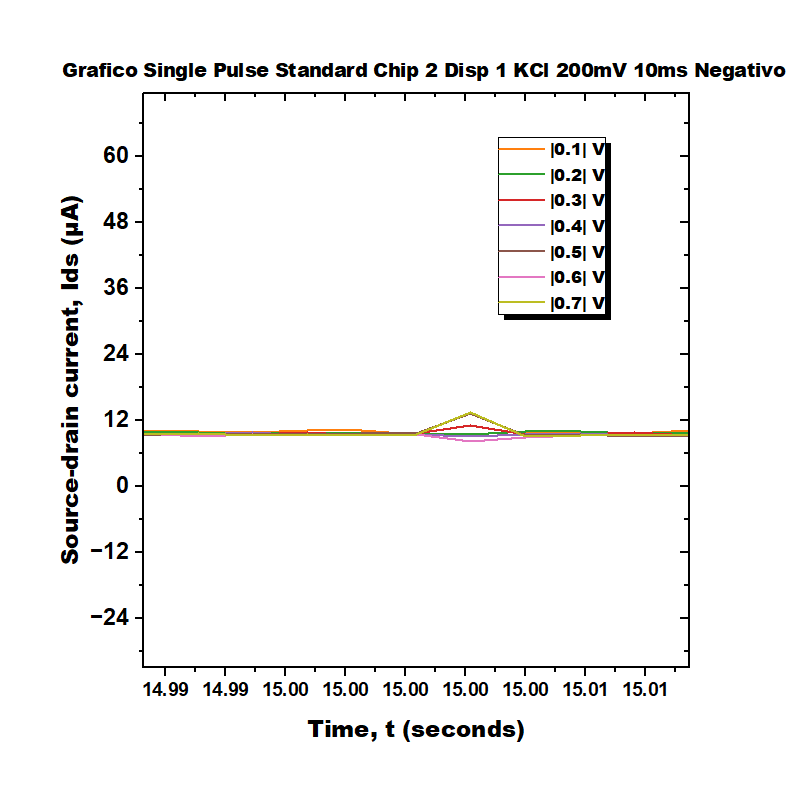 Grafico Single Pulse Standard Chip 2 Disp 1 KCl 200mV 10ms Negativo
|0.1| V
|0.2| V
|0.3| V
|0.4| V
|0.5| V
|0.6| V
|0.7| V
60
48
36
24
12
0
−12
−24
Source-drain current, Ids (µA)
14.99 14.99 15.00 15.00 15.00 15.00 15.00 15.01 15.01
Time, t (seconds)